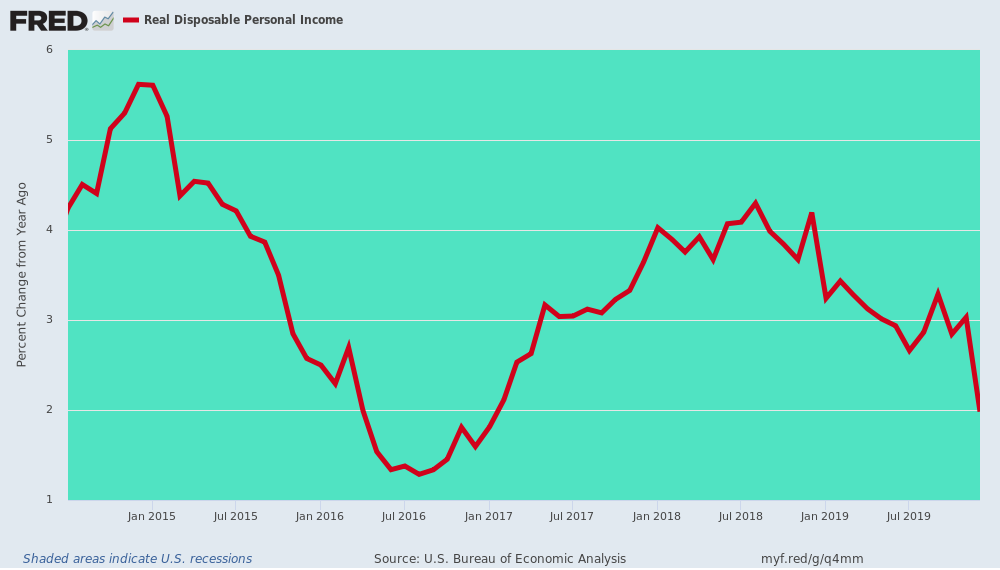 FRED
Real Disposable Personal Income
Percent Change from Year Ago
6
5
4
3
2
1
Jan 2015 Jul 2015 Jan 2016 Jul 2016 Jan 2017 Jul 2017 Jan 2018 Jul 2018 Jan 2019 Jul 2019
Shaded areas indicate U.S. recessions Source: U.S. Bureau of Economic Analysis myf.red/g/q4mm